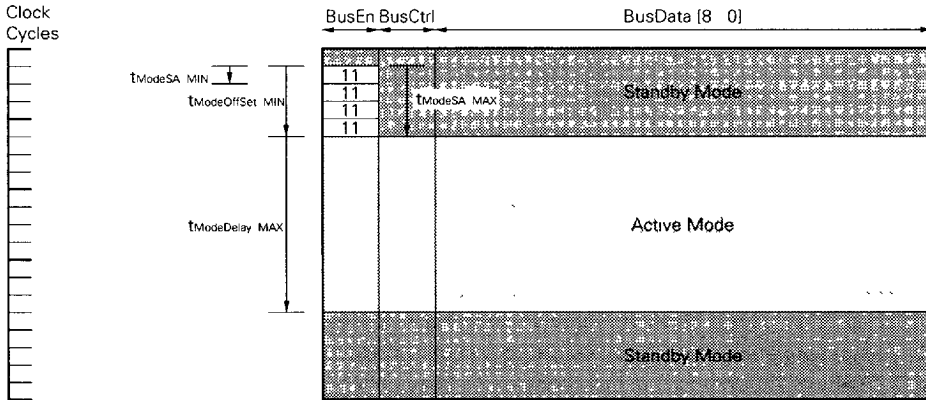 Clock
Cycles
BusEn BusCtrl BusData [8 0]
tModeSA MIN
tModeOffSet MIN
11
11
11
11
tModeSA MAX
Standby Mode
tModeDelay MAX
Active Mode
Standby Mode